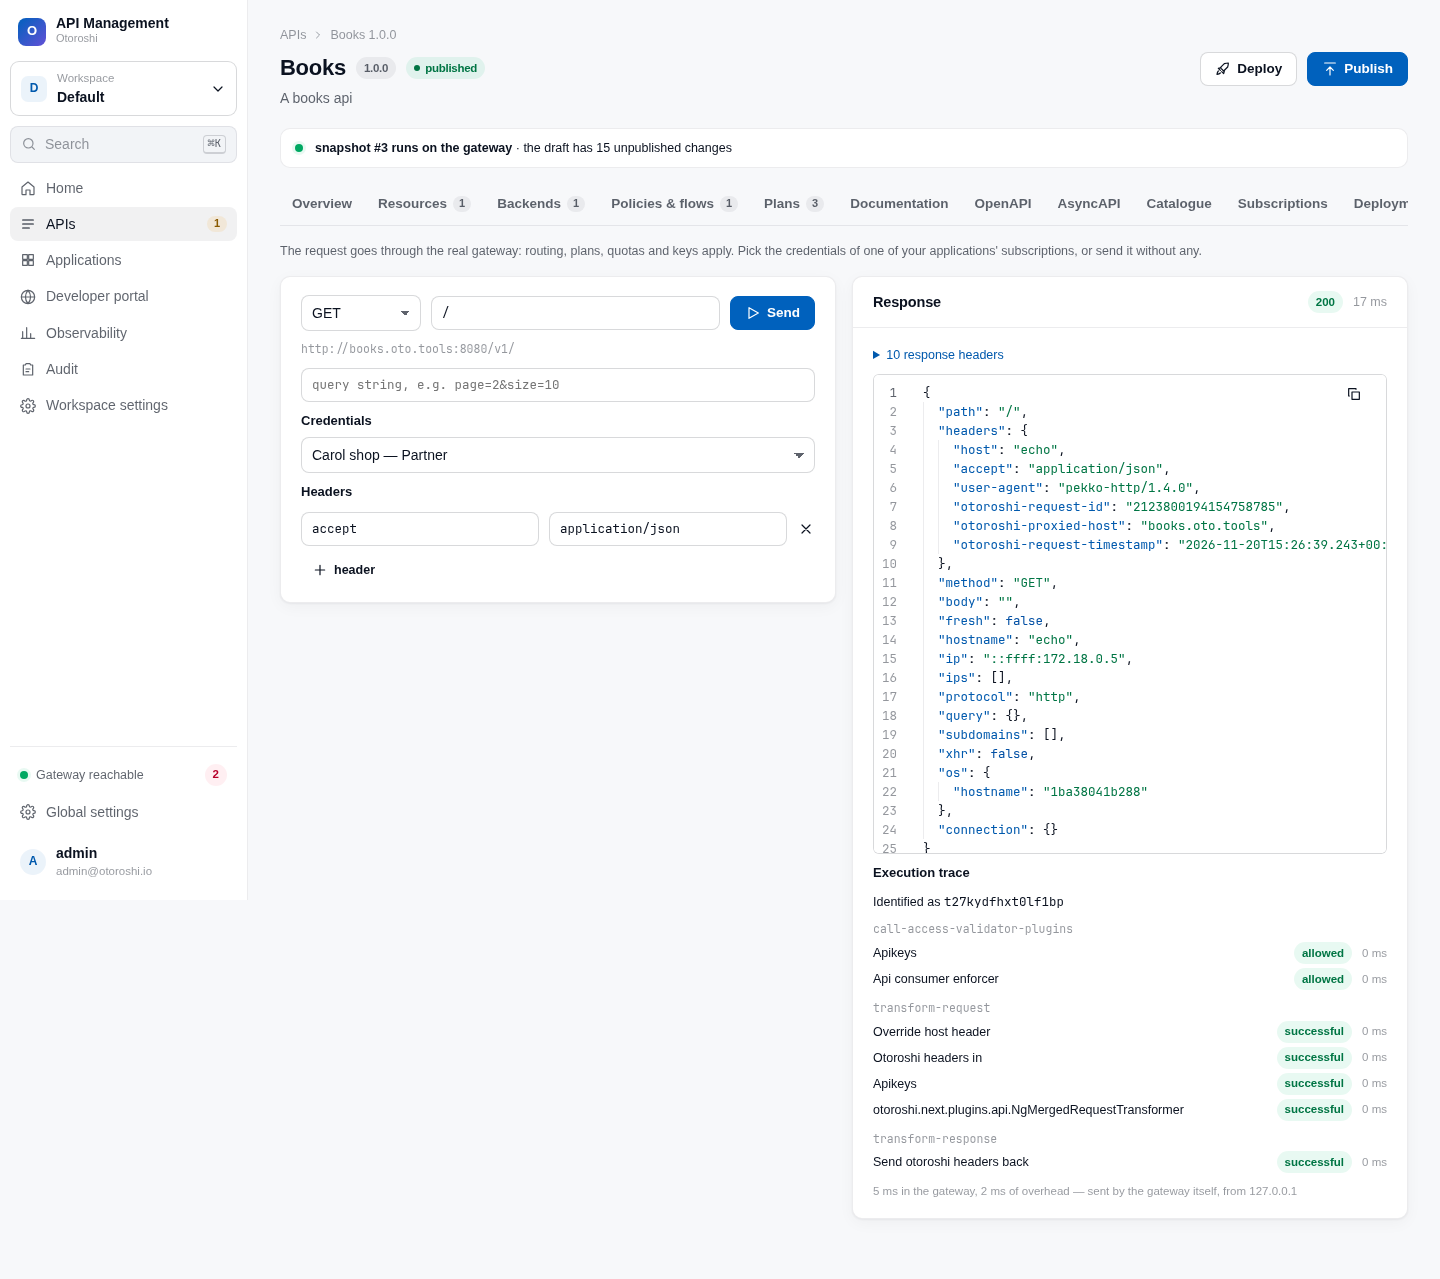 O
API Management
Otoroshi
D
Workspace
Default
Search
⌘K
Home
APIs
1
Applications
Developer portal
Observability
Audit
Workspace settings
Gateway reachable
2
Global settings
A
admin
admin@otoroshi.io
APIs > Books 1.0.0
Books 1.0.0 published
A books api
Deploy
Publish
snapshot #3 runs on the gateway · the draft has 15 unpublished changes
Overview Resources 1 Backends 1 Policies & flows 1 Plans 3 Documentation OpenAPI AsyncAPI Catalogue Subscriptions Deploym
The request goes through the real gateway: routing, plans, quotas and keys apply. Pick the credentials of one of your applications' subscriptions, or send it without any.
GET
/
Send
http://books.oto.tools:8080/v1/
query string, e.g. page=2&size=10
Credentials
Carol shop — Partner
Headers
accept
application/json
header
Response
200 17 ms
10 response headers
1 {
2 "path": "/",
3 "headers": {
4 "host": "echo",
5 "accept": "application/json",
6 "user-agent": "pekko-http/1.4.0",
7 "otoroshi-request-id": "2123800194154758785",
8 "otoroshi-proxied-host": "books.oto.tools",
9 "otoroshi-request-timestamp": "2026-11-20T15:26:39.243+00:
10 },
11 "method": "GET",
12 "body": "",
13 "fresh": false,
14 "hostname": "echo",
15 "ip": "::ffff:172.18.0.5",
16 "ips": [],
17 "protocol": "http",
18 "query": {},
19 "subdomains": [],
20 "xhr": false,
21 "os": {
22 "hostname": "1ba38041b288"
23 },
24 "connection": {}
25 }
Execution trace
Identified as t27kydfhxt0lf1bp
call-access-validator-plugins
Apikeys allowed 0 ms
Api consumer enforcer allowed 0 ms
transform-request
Override host header successful 0 ms
Otoroshi headers in successful 0 ms
Apikeys successful 0 ms
otoroshi.next.plugins.api.NgMergedRequestTransformer successful 0 ms
transform-response
Send otoroshi headers back successful 0 ms
5 ms in the gateway, 2 ms of overhead — sent by the gateway itself, from 127.0.0.1